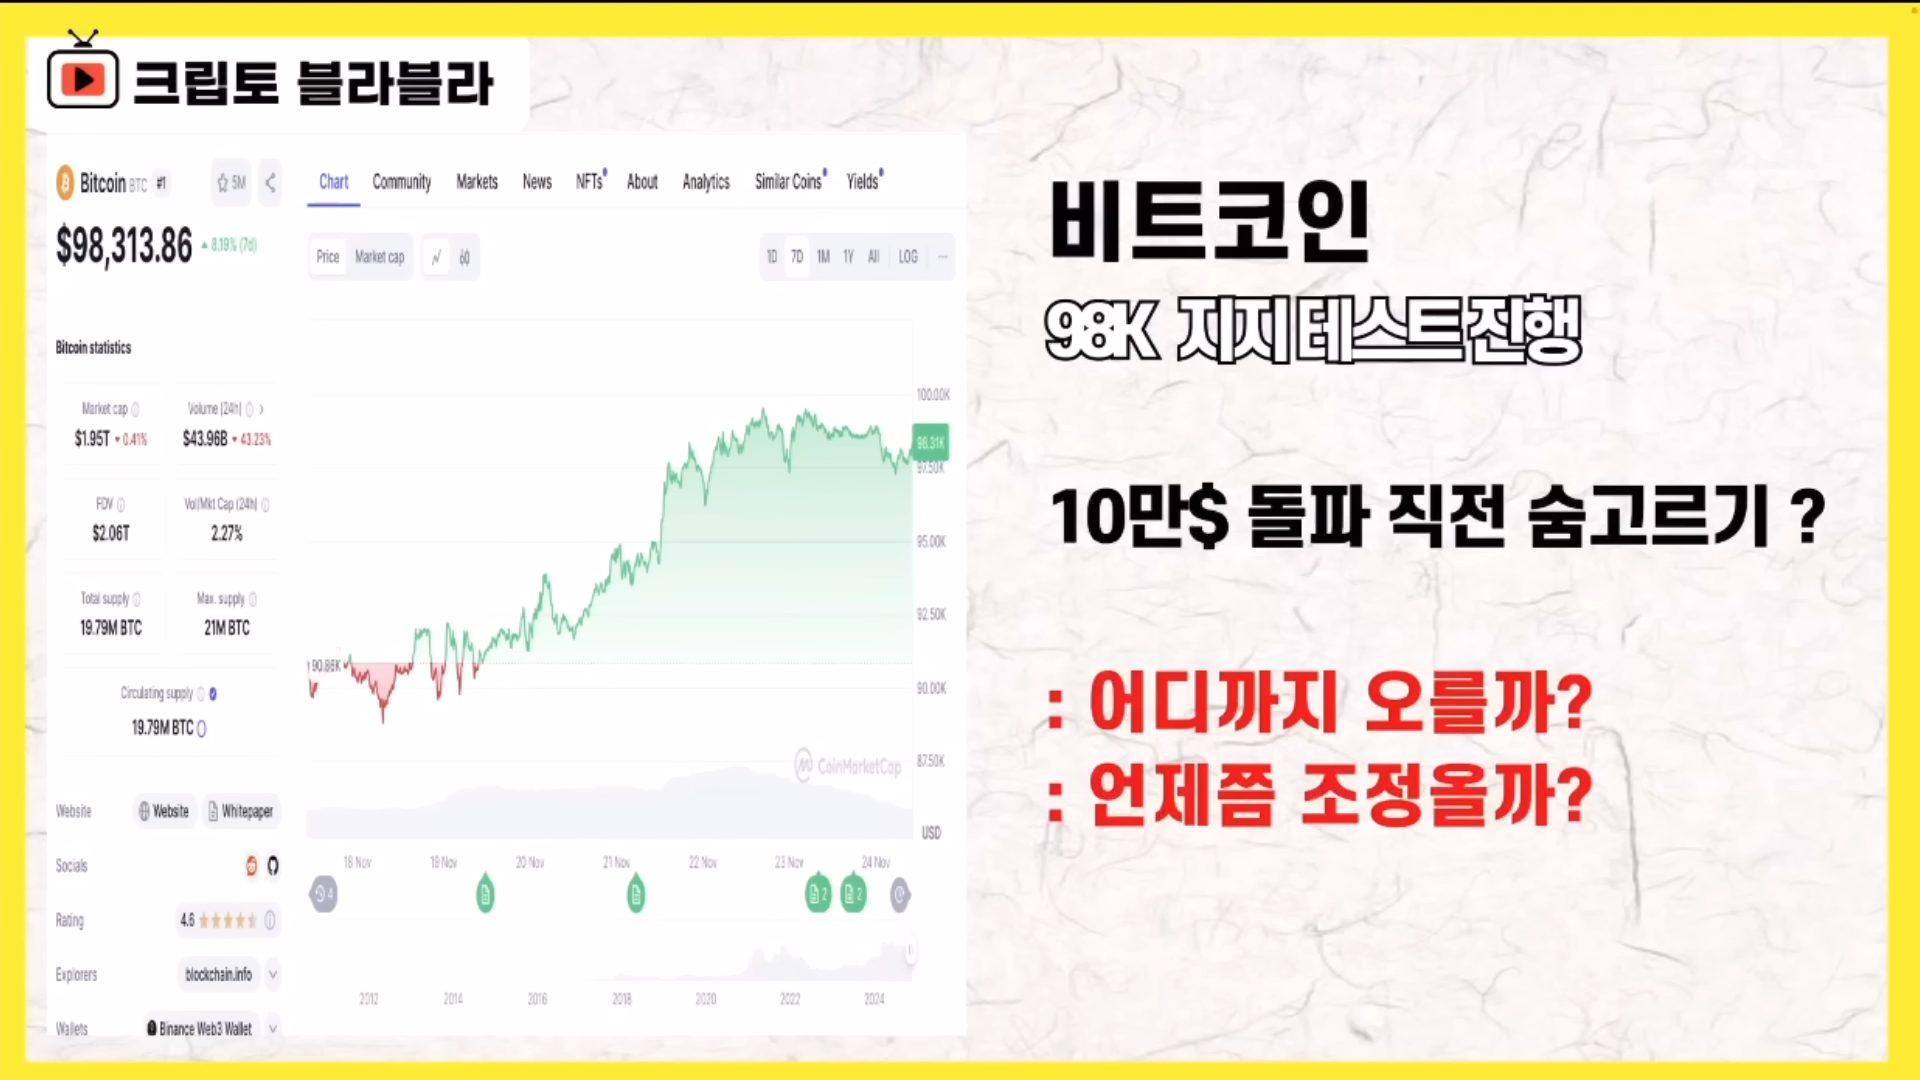 크립토 블라블라
Bitcoin BTC #1 5M
$98,313.86 8.19% (7d)
Bitcoin statistics
Market cap Volume (24h)
$1.95T 0.41% $43.96B 43.23%
FDV Vol/Mkt Cap (24h)
$2.06T 2.27%
Total supply Max. supply
19.79M BTC 21M BTC
Circulating supply
19.79M BTC
Website Website Whitepaper
Socials
Rating 4.6
Explorers blockchain.info
Wallets Binance Web3 Wallet
Chart Community Markets News NFTs About Analytics Similar Coins Yields
Price Market cap 1D 7D 1M 1Y All LOG
100.00K
98.31K
97.50K
95.00K
92.50K
90.86K
90.00K
87.50K
CoinMarketCap
USD
18 Nov 19 Nov 20 Nov 21 Nov 22 Nov 23 Nov 24 Nov
4 2 2
2012 2014 2016 2018 2020 2022 2024
비트코인
98K 지지 테스트 진행
10만$ 돌파 직전 숨고르기 ?
: 어디까지 오를까?
: 언제쯤 조정올까?